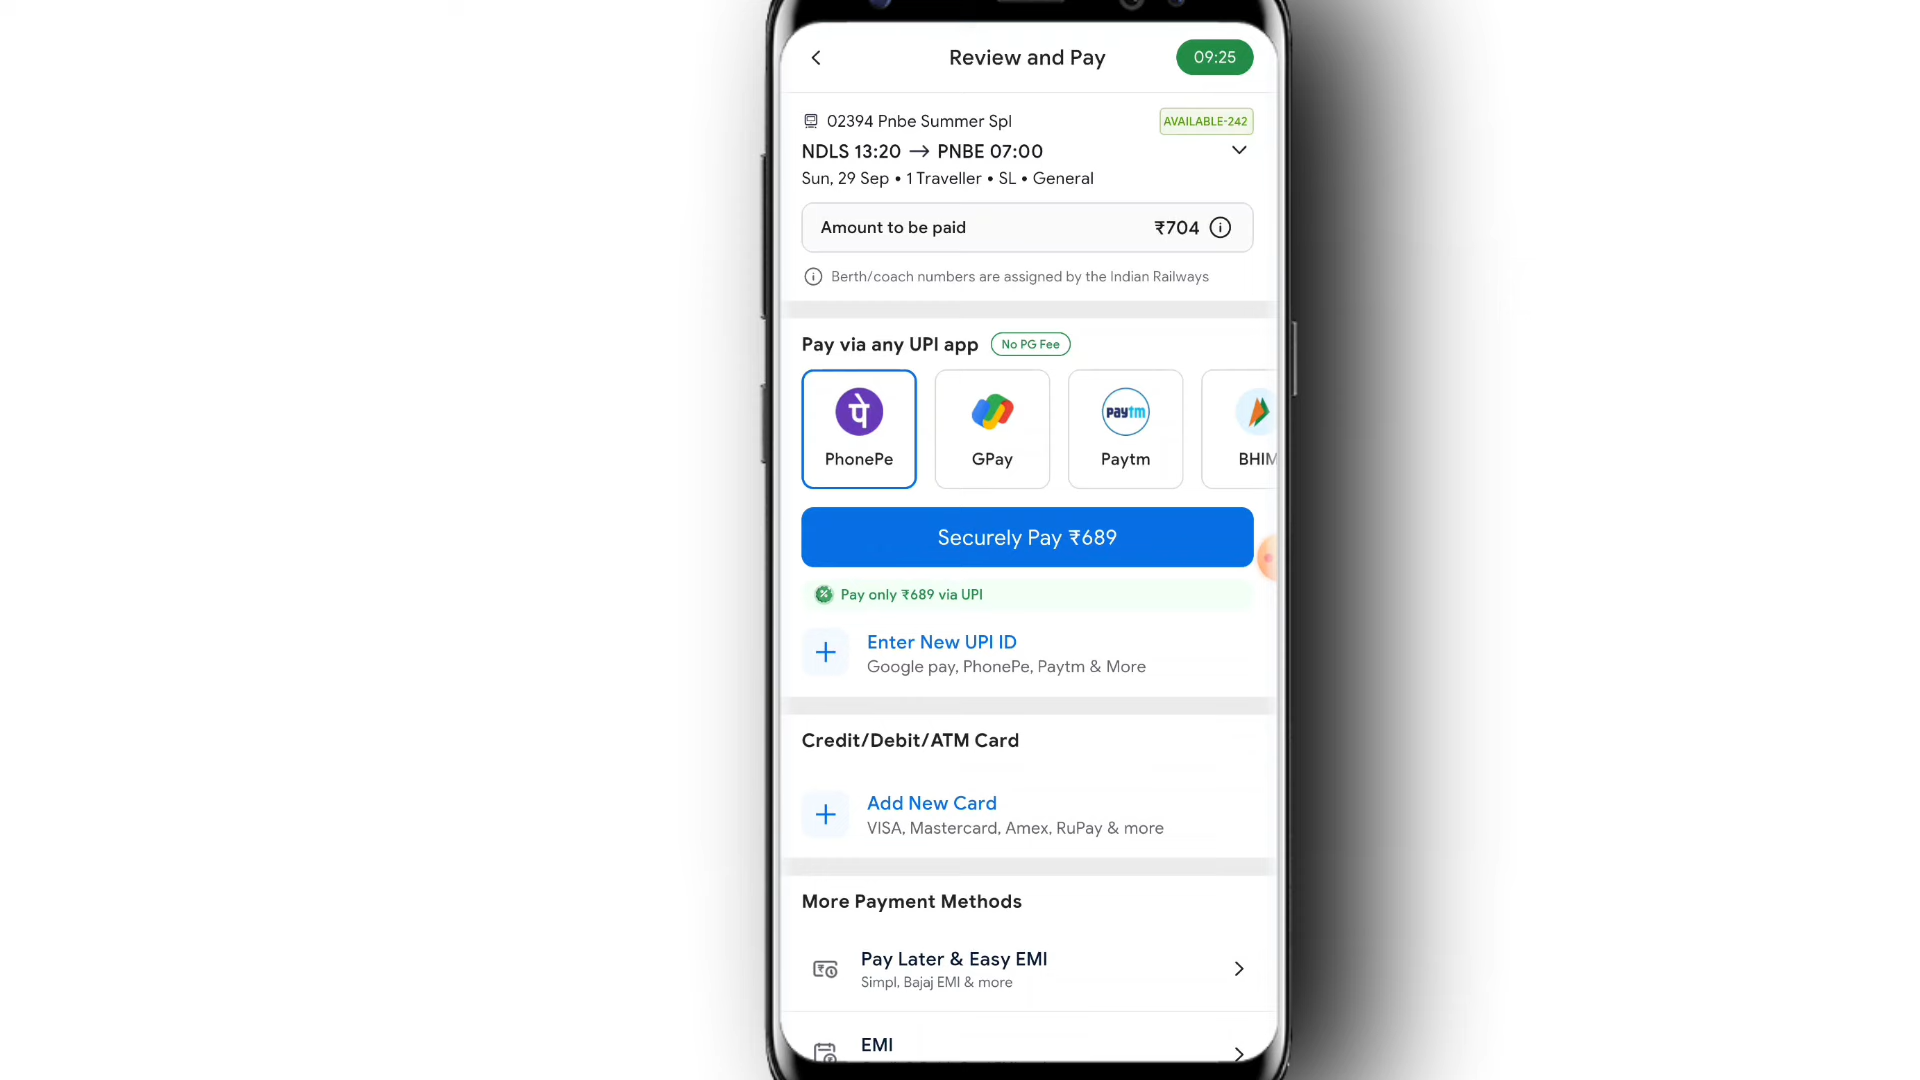 Review and Pay
09:25
02394 Pnbe Summer Spl
AVAILABLE-242
NDLS 13:20 → PNBE 07:00
Sun, 29 Sep • 1 Traveller • SL • General
Amount to be paid
₹704
Berth/coach numbers are assigned by the Indian Railways
Pay via any UPI app
No PG Fee
पे
paytm
PhonePe
GPay
Paytm
BHIM
Securely Pay ₹689
Pay only ₹689 via UPI
Enter New UPI ID
Google pay, PhonePe, Paytm & More
Credit/Debit/ATM Card
Add New Card
VISA, Mastercard, Amex, RuPay & more
More Payment Methods
Pay Later & Easy EMI
Simpl, Bajaj EMI & more
EMI